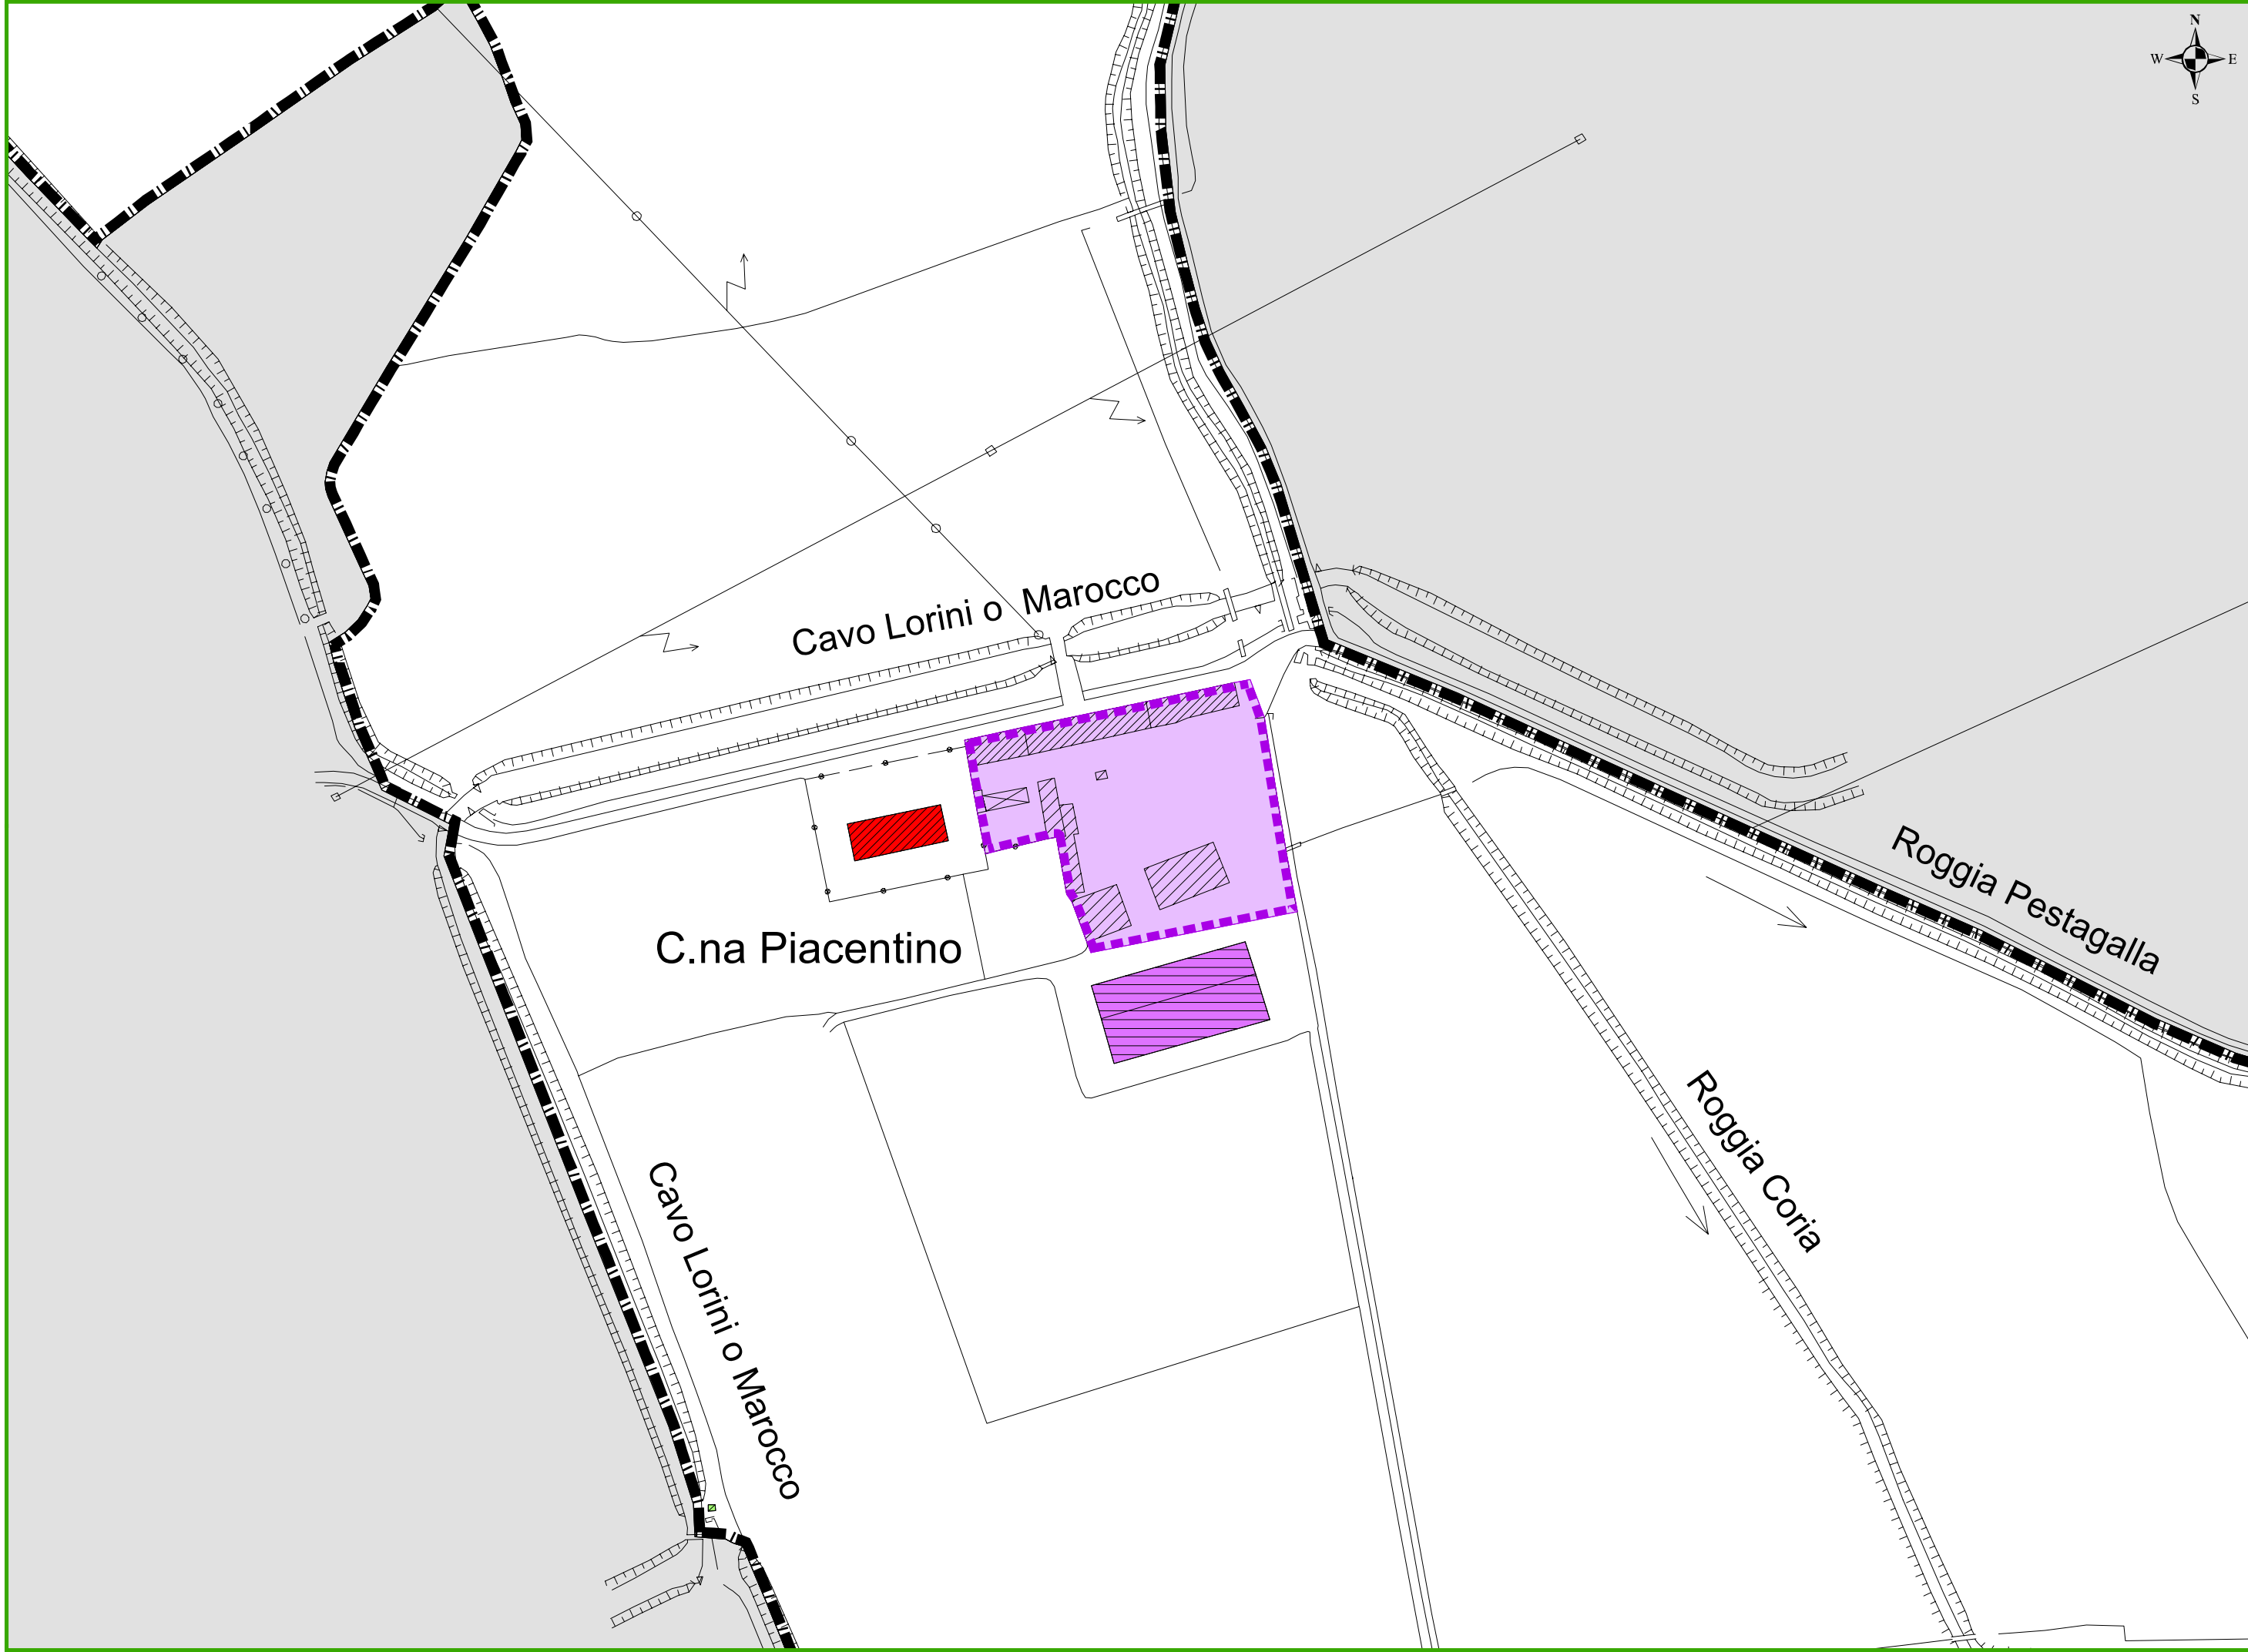 N
W E
S
Cavo Lorini o Marocco
Roggia Pestagalla
C.na Piacentino
Roggia Coria
Cavo Lorini o Marocco